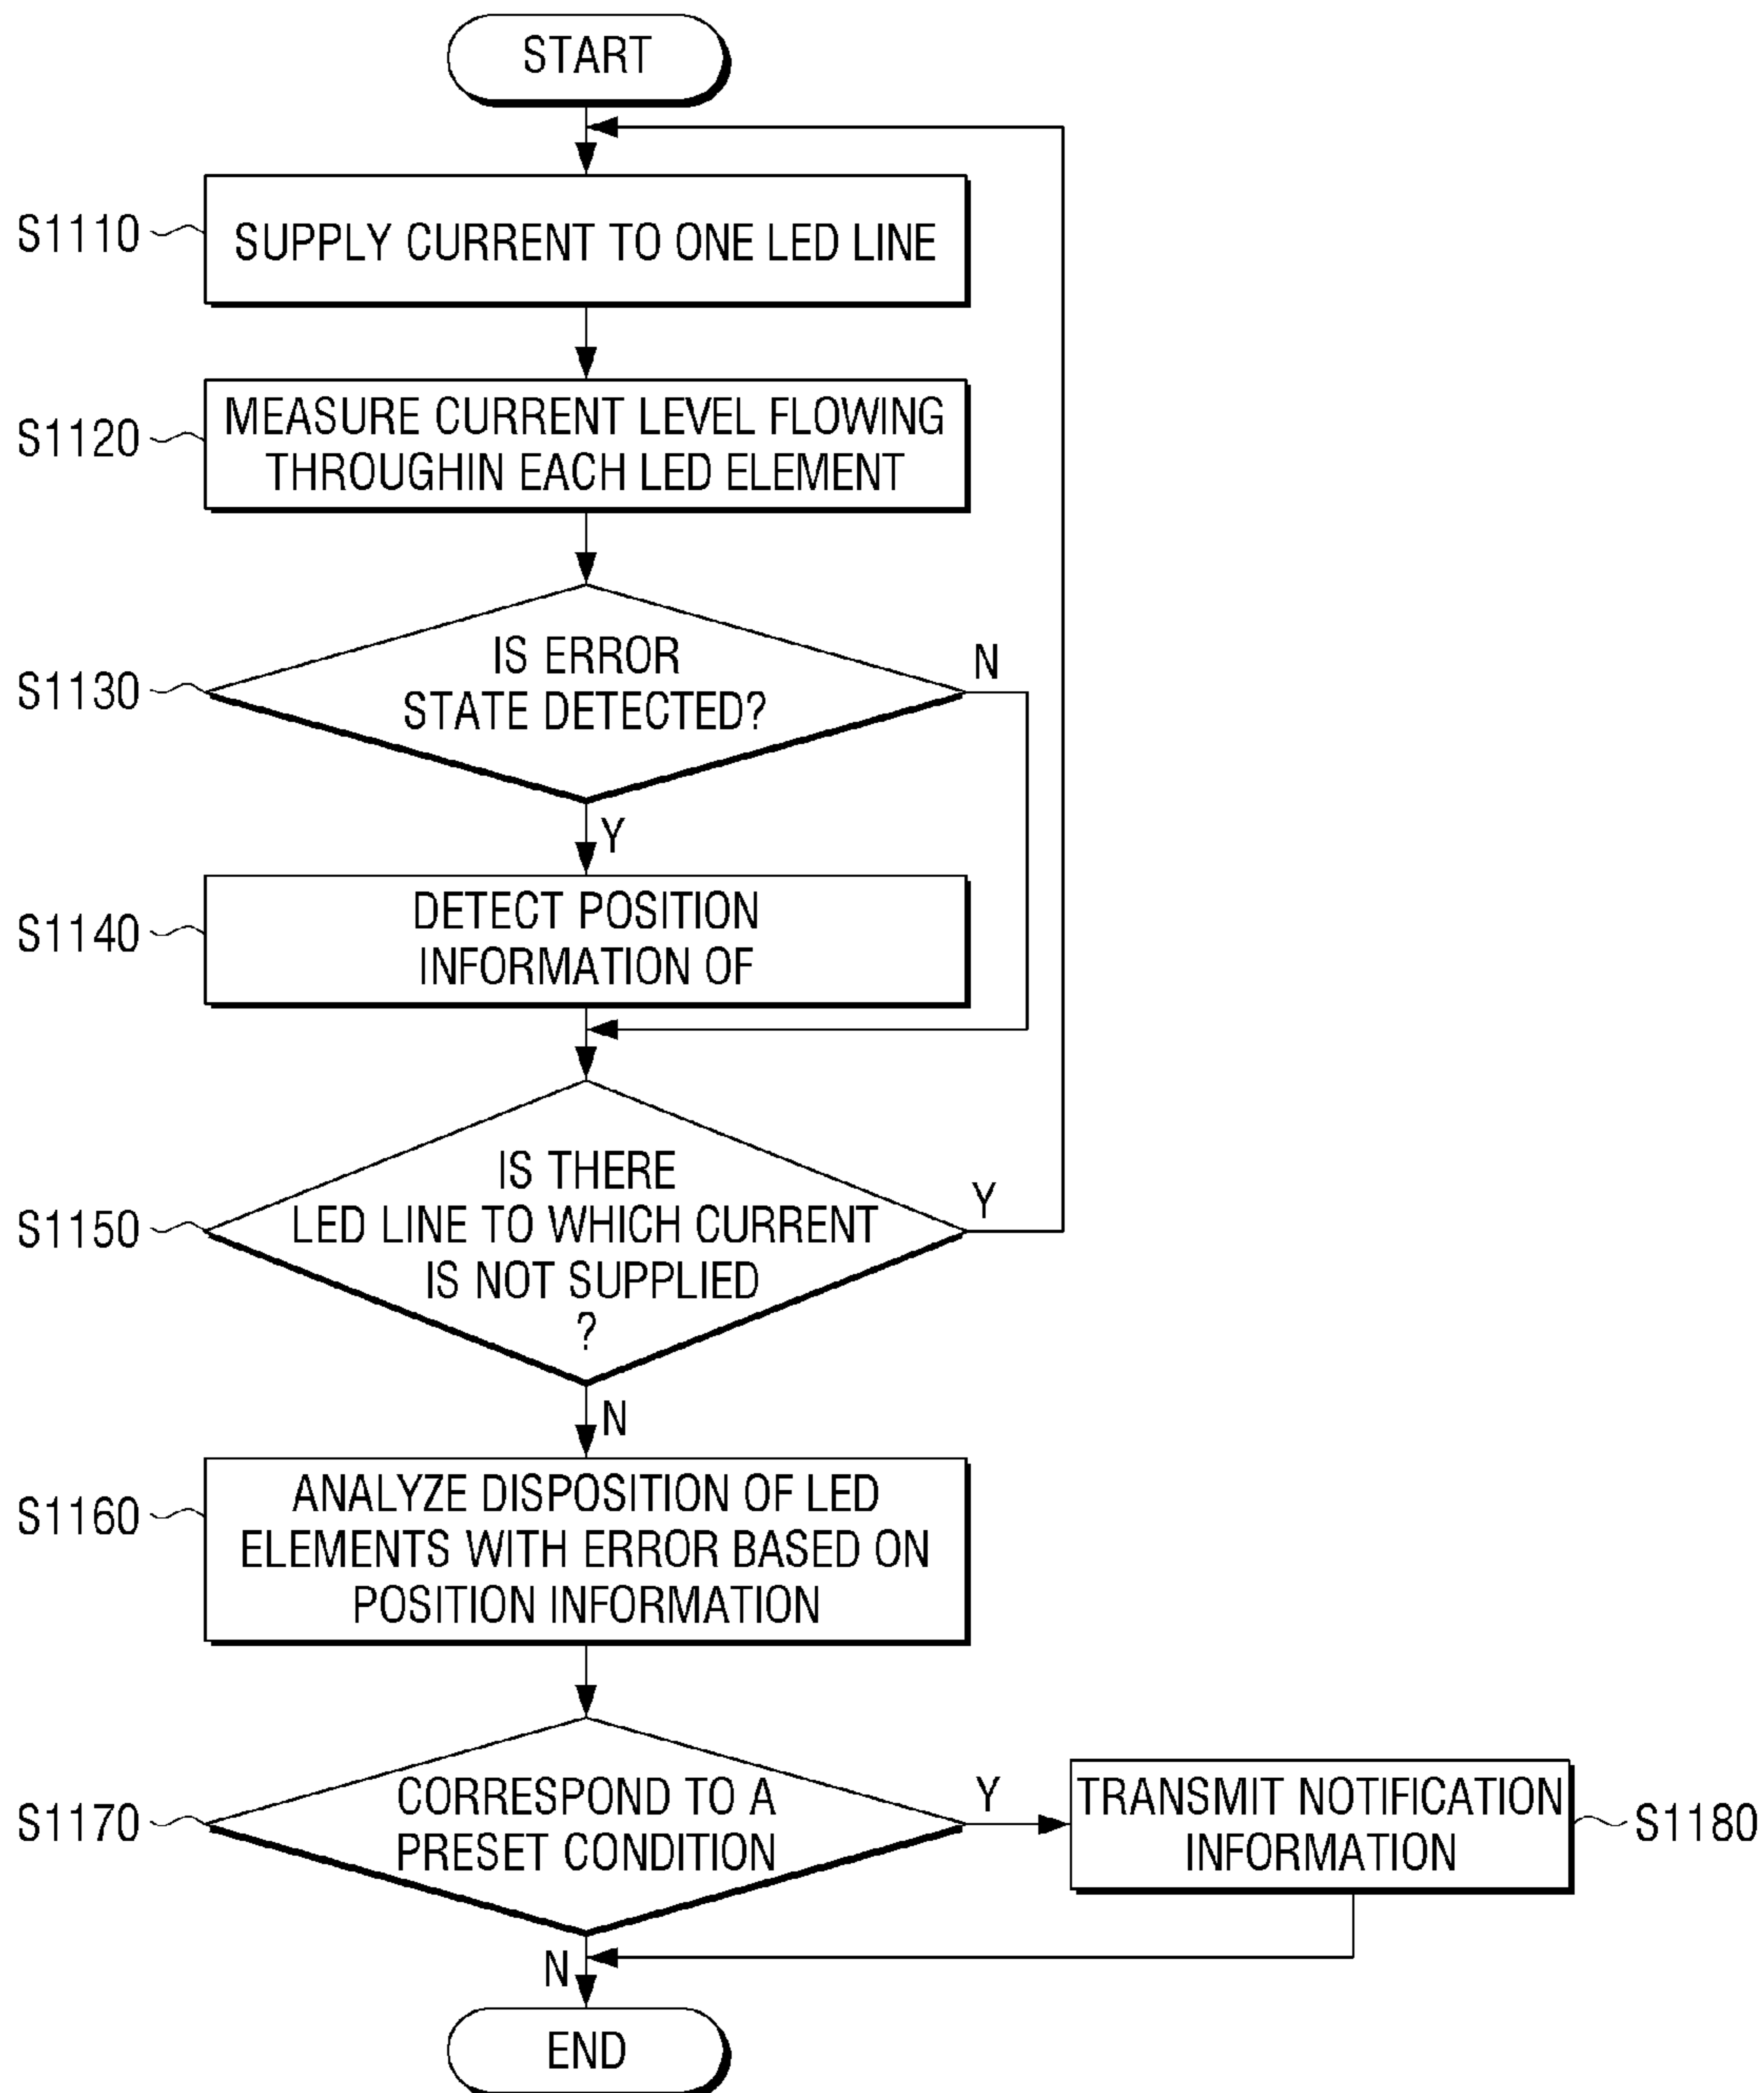 START
S1110
SUPPLY CURRENT TO ONE LED LINE
S1120
MEASURE CURRENT LEVEL FLOWING
THROUGHIN EACH LED ELEMENT
S1130
IS ERROR
STATE DETECTED?
N
Y
S1140
DETECT POSITION
INFORMATION OF
S1150
IS THERE
LED LINE TO WHICH CURRENT
IS NOT SUPPLIED
?
Y
N
S1160
ANALYZE DISPOSITION OF LED
ELEMENTS WITH ERROR BASED ON
POSITION INFORMATION
S1170
CORRESPOND TO A
PRESET CONDITION
Y
TRANSMIT NOTIFICATION
INFORMATION
S1180
N
END